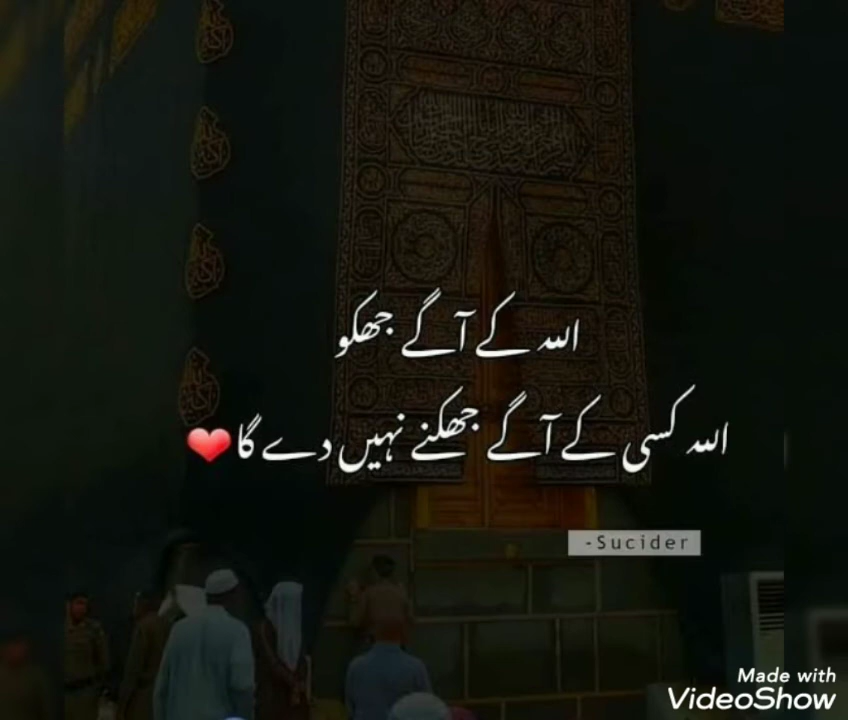 اللہ کے آگے جھکو
اللہ کسی کے آگے جھکنے نہیں دے گا❤
-Sucider
Made with
VideoShow